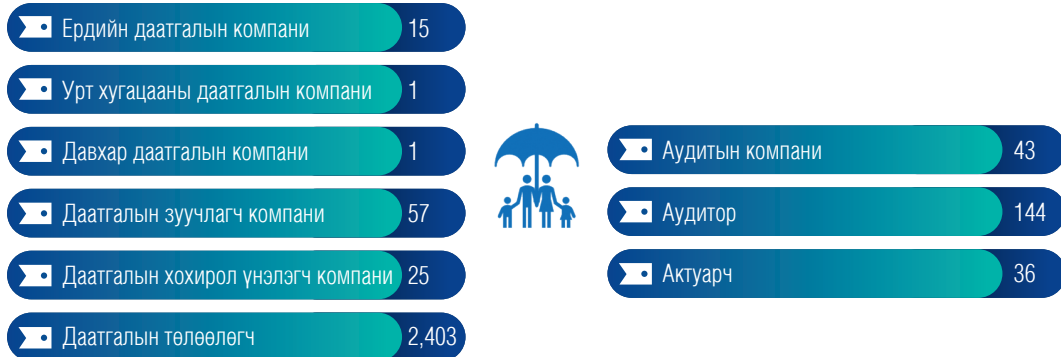 Ердийн даатгалын компани 15
Урт хугацааны даатгалын компани 1
Давхар даатгалын компани 1
Даатгалын зуучлагч компани 57
Даатгалын хохирол үнэлэгч компани 25
Даатгалын төлөөлөгч 2,403
Аудитын компани 43
Аудитор 144
Актуарч 36